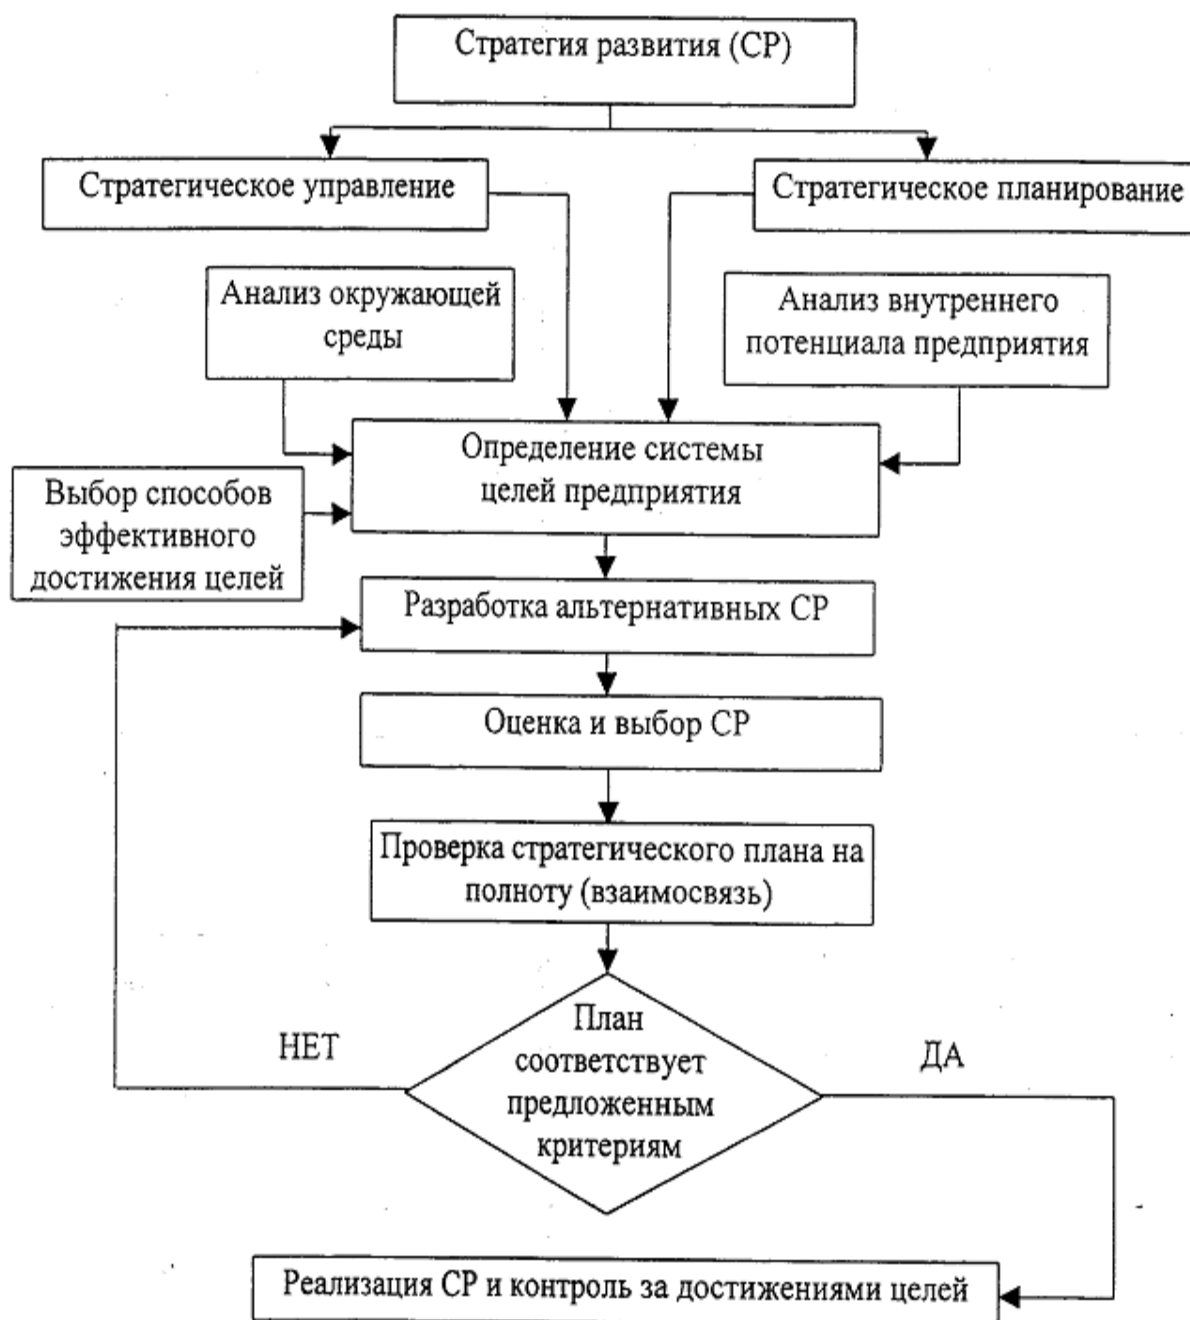 Стратегия развития (СР)
Стратегическое управление
Стратегическое планирование
Анализ окружающей
среды
Анализ внутреннего
потенциала предприятия
Определение системы
целей предприятия
Выбор способов
эффективного
достижения целей
Разработка альтернативных СР
Оценка и выбор СР
Проверка стратегического плана на
полноту (взаимосвязь)
План
соответствует
предложенным
критериям
НЕТ
ДА
Реализация СР и контроль за достижениями целей